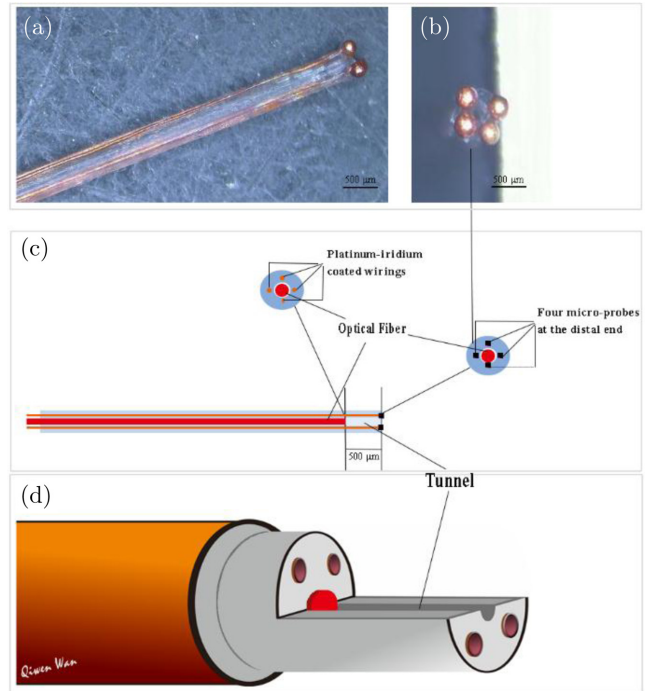 (a)
500 μm
(b)
500 μm
(c)
Platinum-iridium
coated wirings
Optical Fiber
Four micro-probes
at the distal end
500 μm
Tunnel
(d)
Qiwen Wan